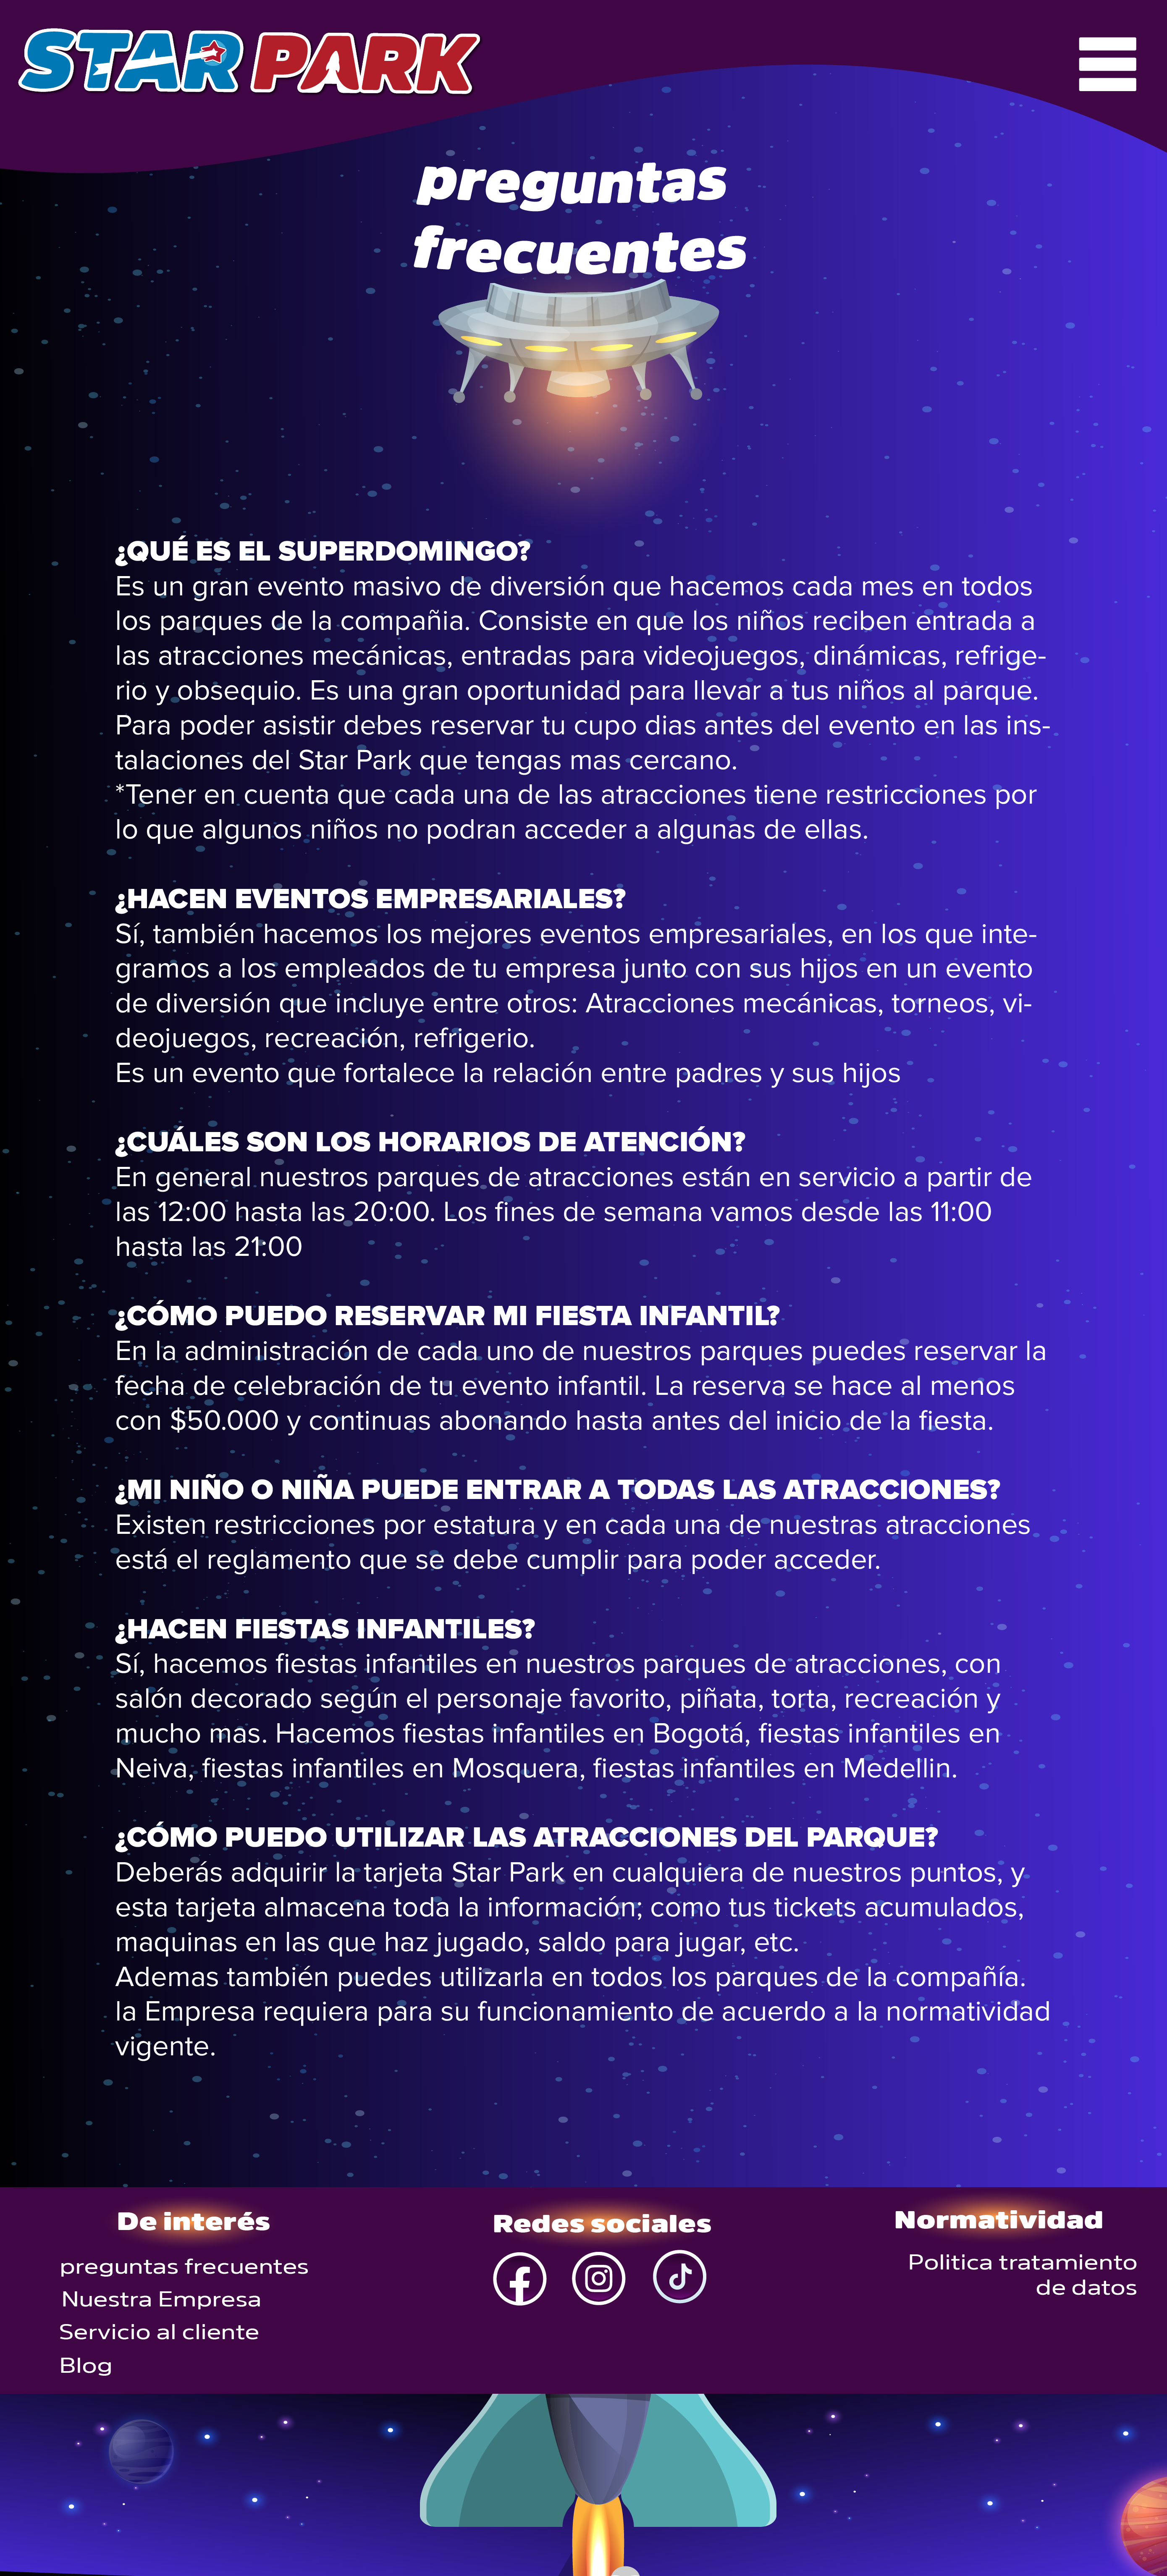 STAR PARK
preguntas
frecuentes
¿QUÉ ES EL SUPERDOMINGO?
Es un gran evento masivo de diversión que hacemos cada mes en todos
los parques de la compañia. Consiste en que los niños reciben entrada a
las atracciones mecánicas, entradas para videojuegos, dinámicas, refrige-
rio y obsequio. Es una gran oportunidad para llevar a tus niños al parque.
Para poder asistir debes reservar tu cupo dias antes del evento en las ins-
talaciones del Star Park que tengas mas cercano.
*Tener en cuenta que cada una de las atracciones tiene restricciones por
lo que algunos niños no podran acceder a algunas de ellas.
¿HACEN EVENTOS EMPRESARIALES?
Sí, también hacemos los mejores eventos empresariales, en los que inte-
gramos a los empleados de tu empresa junto con sus hijos en un evento
de diversión que incluye entre otros: Atracciones mecánicas, torneos, vi-
deojuegos, recreación, refrigerio.
Es un evento que fortalece la relación entre padres y sus hijos
¿CUÁLES SON LOS HORARIOS DE ATENCIÓN?
En general nuestros parques de atracciones están en servicio a partir de
las 12:00 hasta las 20:00. Los fines de semana vamos desde las 11:00
hasta las 21:00
¿CÓMO PUEDO RESERVAR MI FIESTA INFANTIL?
En la administración de cada uno de nuestros parques puedes reservar la
fecha de celebración de tu evento infantil. La reserva se hace al menos
con $50.000 y continuas abonando hasta antes del inicio de la fiesta.
¿MI NIÑO O NIÑA PUEDE ENTRAR A TODAS LAS ATRACCIONES?
Existen restricciones por estatura y en cada una de nuestras atracciones
está el reglamento que se debe cumplir para poder acceder.
¿HACEN FIESTAS INFANTILES?
Sí, hacemos fiestas infantiles en nuestros parques de atracciones, con
salón decorado según el personaje favorito, piñata, torta, recreación y
mucho mas. Hacemos fiestas infantiles en Bogotá, fiestas infantiles en
Neiva, fiestas infantiles en Mosquera, fiestas infantiles en Medellin.
¿CÓMO PUEDO UTILIZAR LAS ATRACCIONES DEL PARQUE?
Deberás adquirir la tarjeta Star Park en cualquiera de nuestros puntos, y
esta tarjeta almacena toda la información; como tus tickets acumulados,
maquinas en las que haz jugado, saldo para jugar, etc.
Ademas también puedes utilizarla en todos los parques de la compañía.
la Empresa requiera para su funcionamiento de acuerdo a la normatividad
vigente.
De interés
preguntas frecuentes
Nuestra Empresa
Servicio al cliente
Blog
Redes sociales
Normatividad
Politica tratamiento
de datos